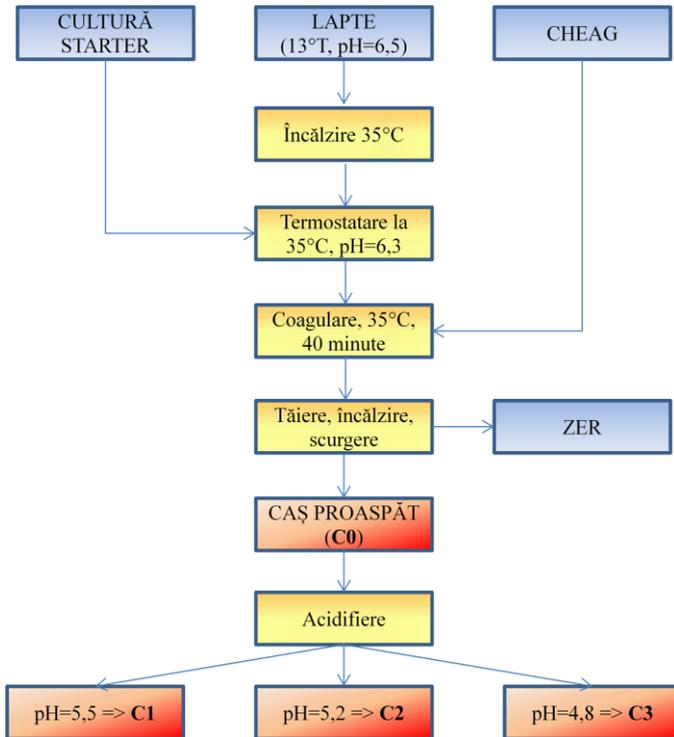 CULTURĂ
STARTER
LAPTE
(13°T, pH=6,5)
CHEAG
Încălzire 35°C
Termostatare la
35°C, pH=6,3
Coagulare, 35°C,
40 minute
Tăiere, încălzire,
scurgere
ZER
CAȘ PROASPĂT
(C0)
Acidifiere
pH=5,5 => C1
pH=5,2 => C2
pH=4,8 => C3